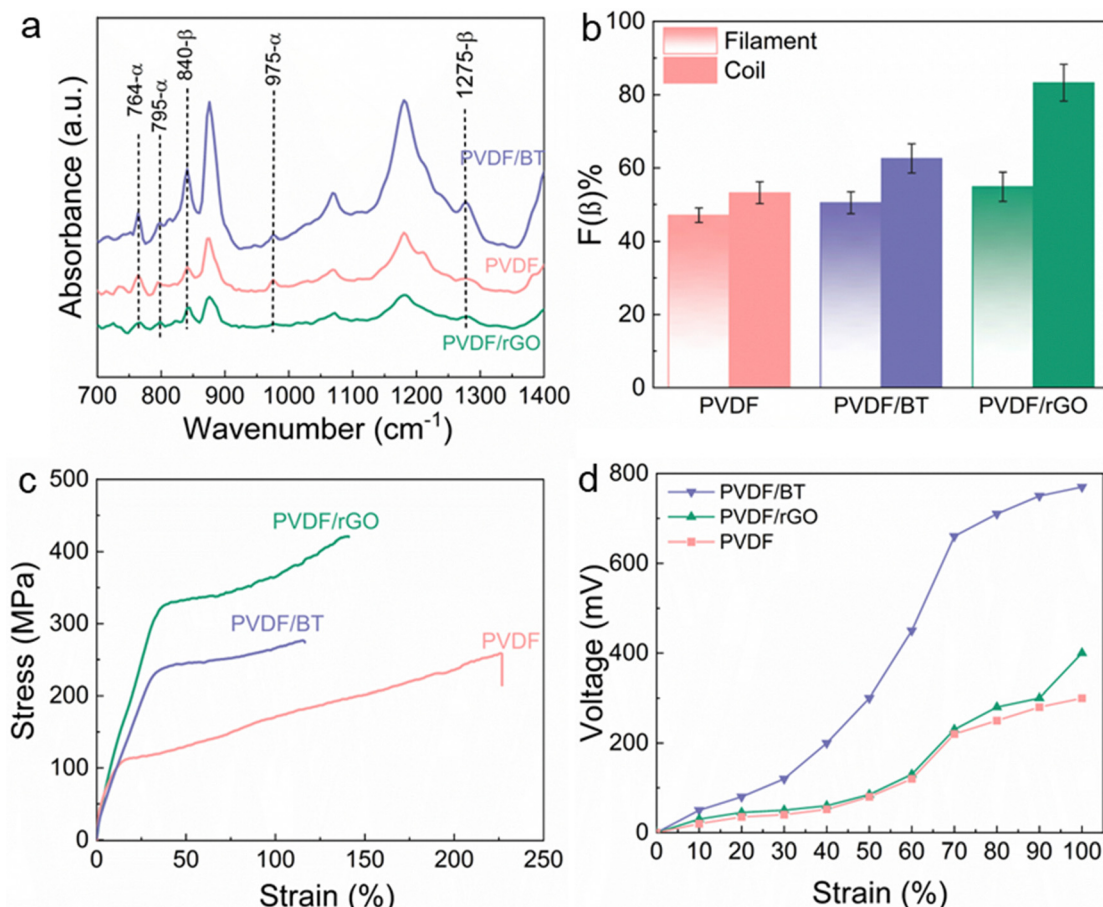 a
764-α
795-α
840-β
975-α
1275-β
PVDF/BT
PVDF
PVDF/rGO
Absorbance (a.u.)
700 800 900 1000 1100 1200 1300 1400
Wavenumber (cm⁻¹)
b
Filament
Coil
100
80
60
40
20
0
F(ß)%
PVDF PVDF/BT PVDF/rGO
c
500
400
300
200
100
0
Stress (MPa)
PVDF/rGO
PVDF/BT
PVDF
0 50 100 150 200 250
Strain (%)
d
PVDF/BT
PVDF/rGO
PVDF
800
600
400
200
0
Voltage (mV)
0 10 20 30 40 50 60 70 80 90 100
Strain (%)